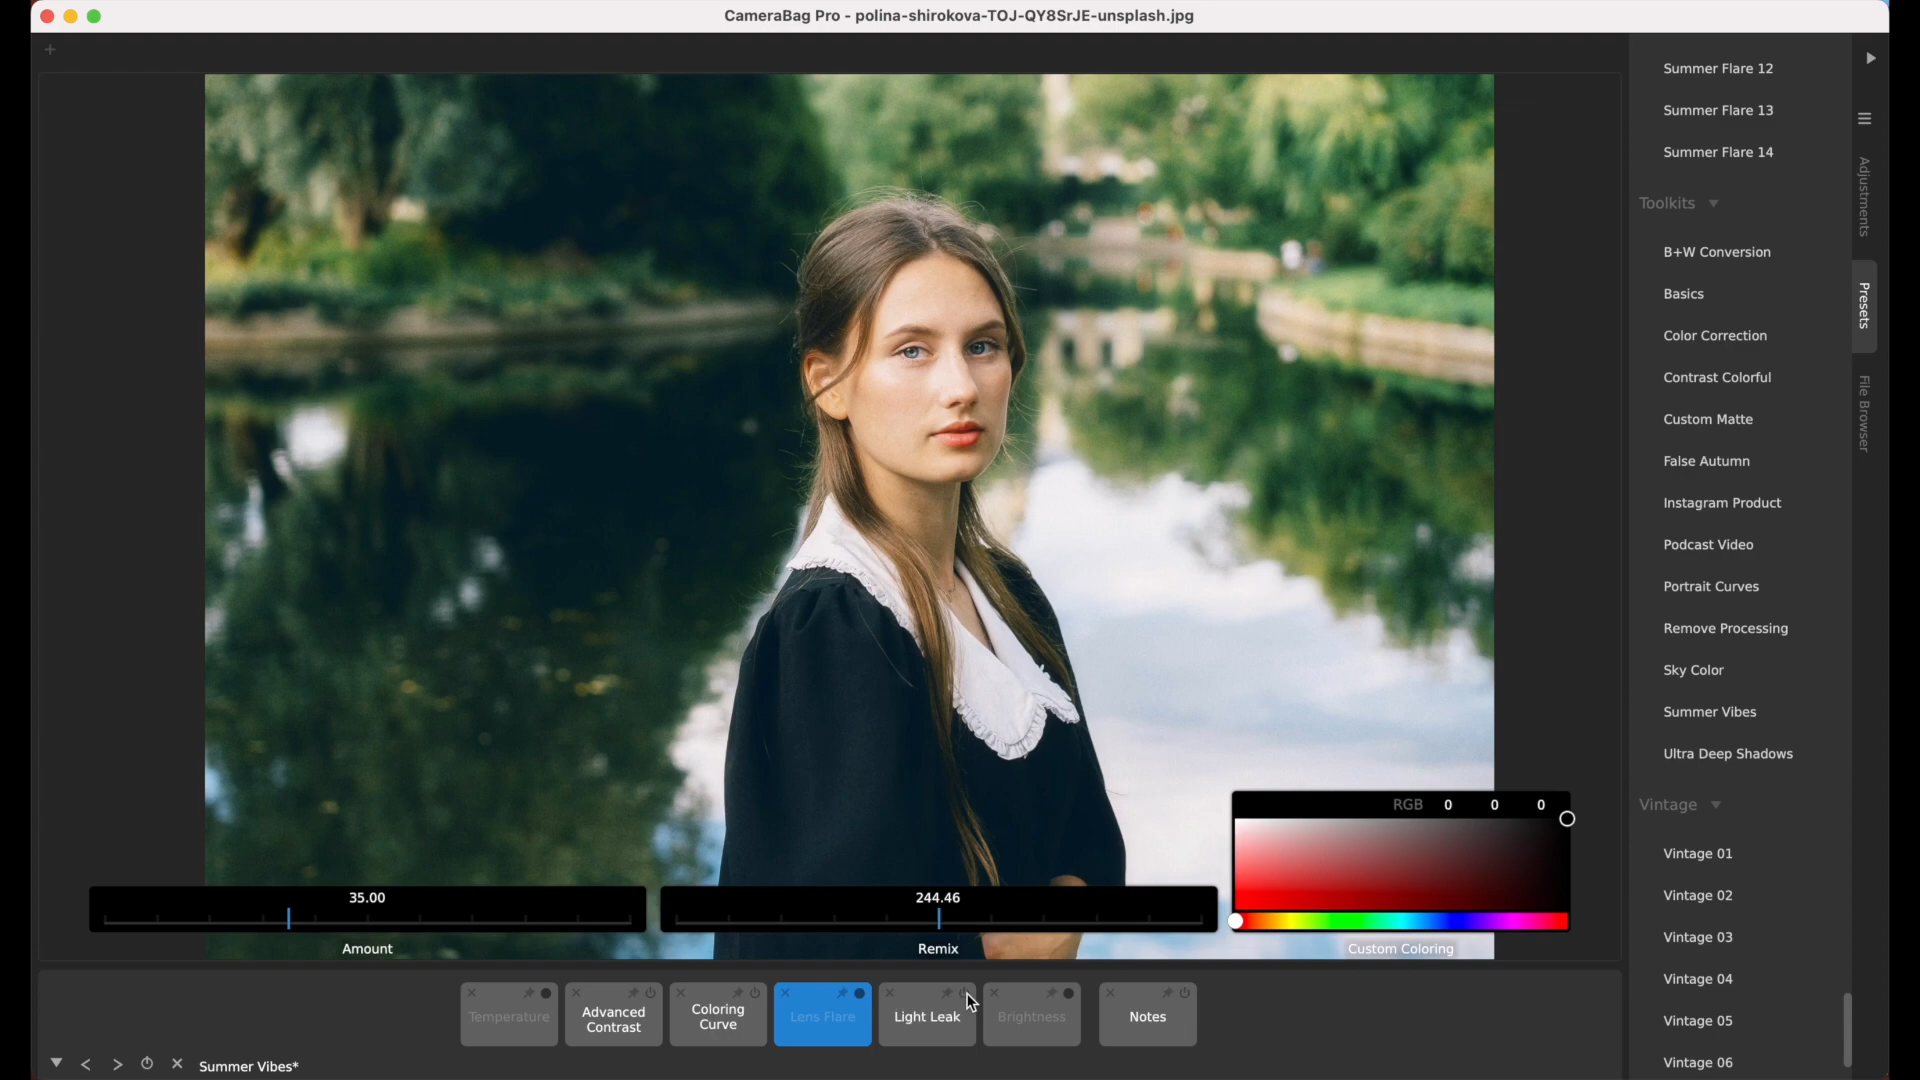 CameraBag Pro - polina-shirokova-TOJ-QY8SrJE-unsplash.jpg
Summer Flare 12
Summer Flare 13
Summer Flare 14
Toolkits
B+W Conversion
Basics
Color Correction
Contrast Colorful
Custom Matte
False Autumn
Instagram Product
Podcast Video
Portrait Curves
Remove Processing
Sky Color
Summer Vibes
Ultra Deep Shadows
Vintage
Vintage 01
Vintage 02
Vintage 03
Vintage 04
Vintage 05
Vintage 06
Adjustments
Presets
File Browser
RGB 0 0 0
Custom Coloring
35.00
Amount
244.46
Remix
Temperature
Advanced
Contrast
Coloring
Curve
Lens Flare
Light Leak
Brightness
Notes
Summer Vibes*